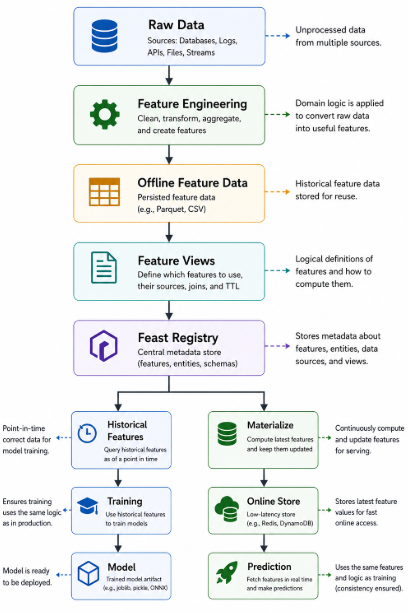 Raw Data
Sources: Databases, Logs,
APIs, Files, Streams
Unprocessed data
from multiple sources.
Feature Engineering
Clean, transform, aggregate,
and create features
Domain logic is applied
to convert raw data
into useful features.
Offline Feature Data
Persisted feature data
(e.g., Parquet, CSV)
Historical feature data
stored for reuse.
Feature Views
Define which features to use,
their sources, joins, and TTL
Logical definitions of
features and how to
compute them.
Feast Registry
Central metadata store
(features, entities, schemas)
Stores metadata about
features, entities, data
sources, and views.
Point-in-time
correct data for
model training.
Historical
Features
Query historical features
as of a point in time
Materialize
Compute latest features
and keep them updated
Continuously compute
and update features
for serving.
Ensures training
uses the same logic
as in production.
Training
Use historical features
to train models
Online Store
Low-latency store
(e.g., Redis, DynamoDB)
Stores latest feature
values for fast
online access.
Model is ready
to be deployed.
Model
Trained model artifact
(e.g., joblib, pickle, ONNX)
Prediction
Fetch features in real time
and make predictions
Uses the same features
and logic as training
(consistency ensured).